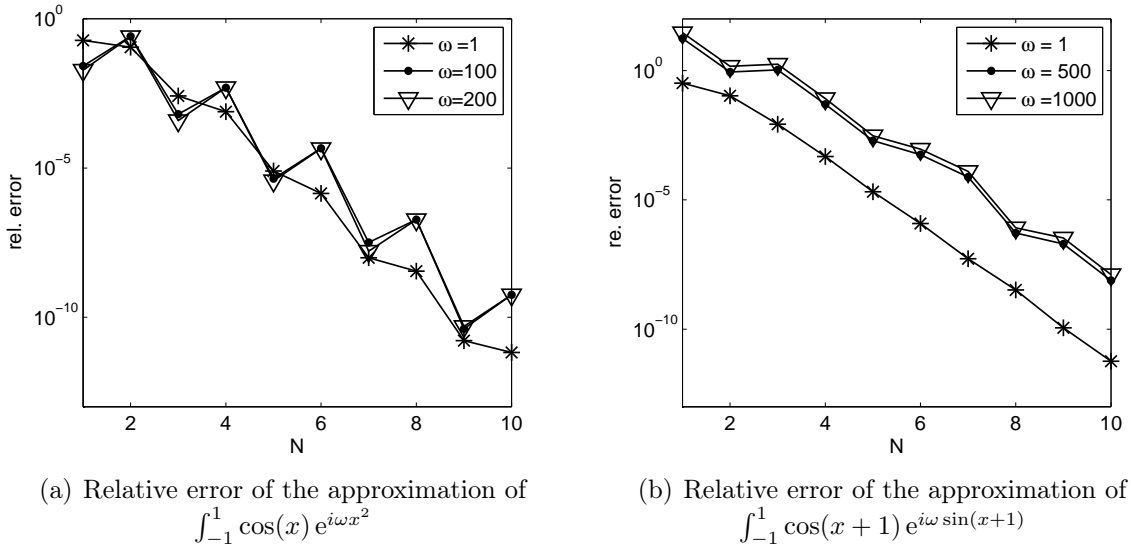 10^0
10^-5
10^-10
rel. error
2
4
6
8
10
N
ω =1
ω=100
ω=200
(a) Relative error of the approximation of
∫_{-1}^{1} cos(x) e^{iωx^2}
10^0
10^-5
10^-10
re. error
2
4
6
8
10
N
ω = 1
ω = 500
ω =1000
(b) Relative error of the approximation of
∫_{-1}^{1} cos(x + 1) e^{iω sin(x+1)}